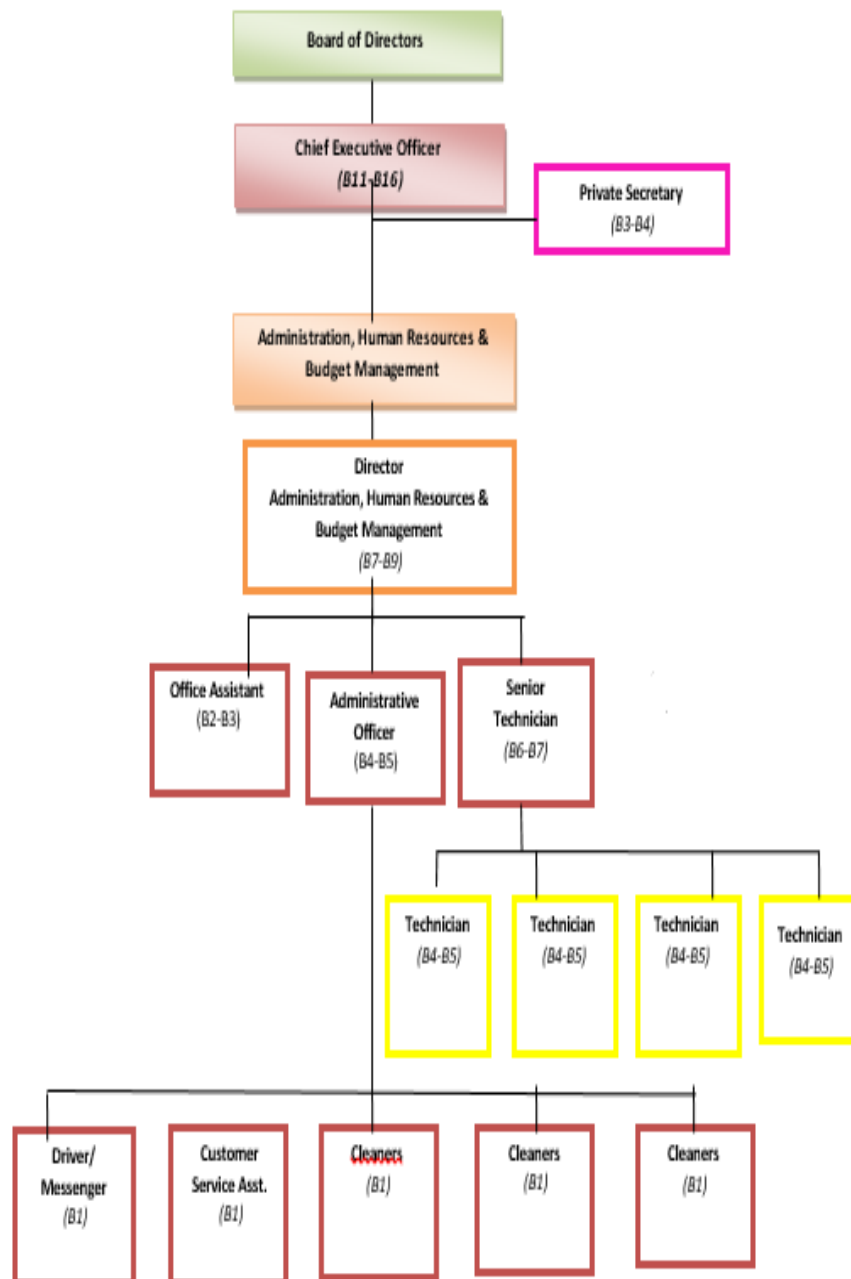 Board of Directors
Chief Executive Officer
(B11-B16)
Private Secretary
(B3-B4)
Administration, Human Resources &
Budget Management
Director
Administration, Human Resources &
Budget Management
(B7-B9)
Office Assistant
(B2-B3)
Administrative
Officer
(B4-B5)
Senior
Technician
(B6-B7)
Technician
(B4-B5)
Technician
(B4-B5)
Technician
(B4-B5)
Technician
(B4-B5)
Driver/
Messenger
(B1)
Customer
Service Asst.
(B1)
Cleaners
(B1)
Cleaners
(B1)
Cleaners
(B1)